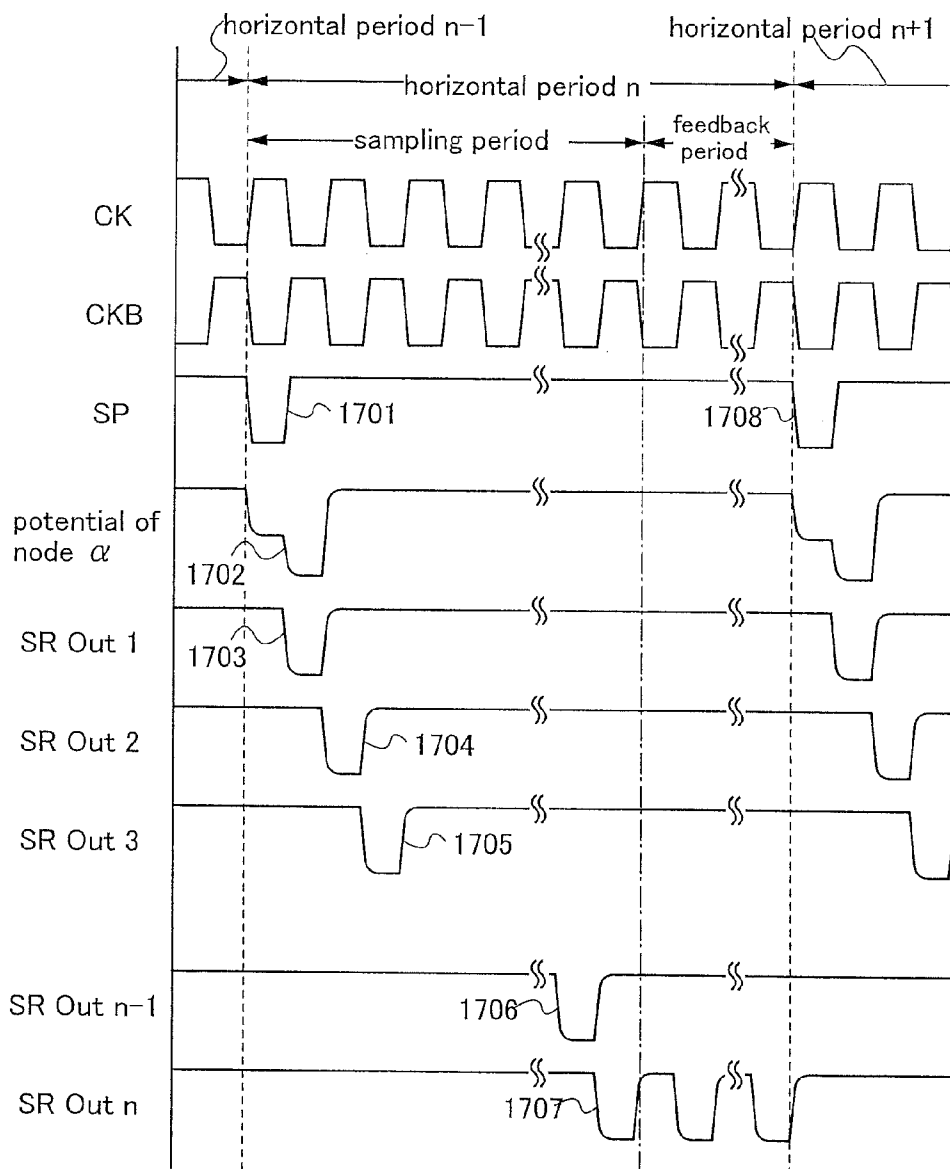 horizontal period n-1
horizontal period n+1
horizontal period n
sampling period
feedback
period
CK
CKB
SP
1701
1708
potential of
node α
1702
SR Out 1
1703
SR Out 2
1704
SR Out 3
1705
SR Out n-1
1706
SR Out n
1707